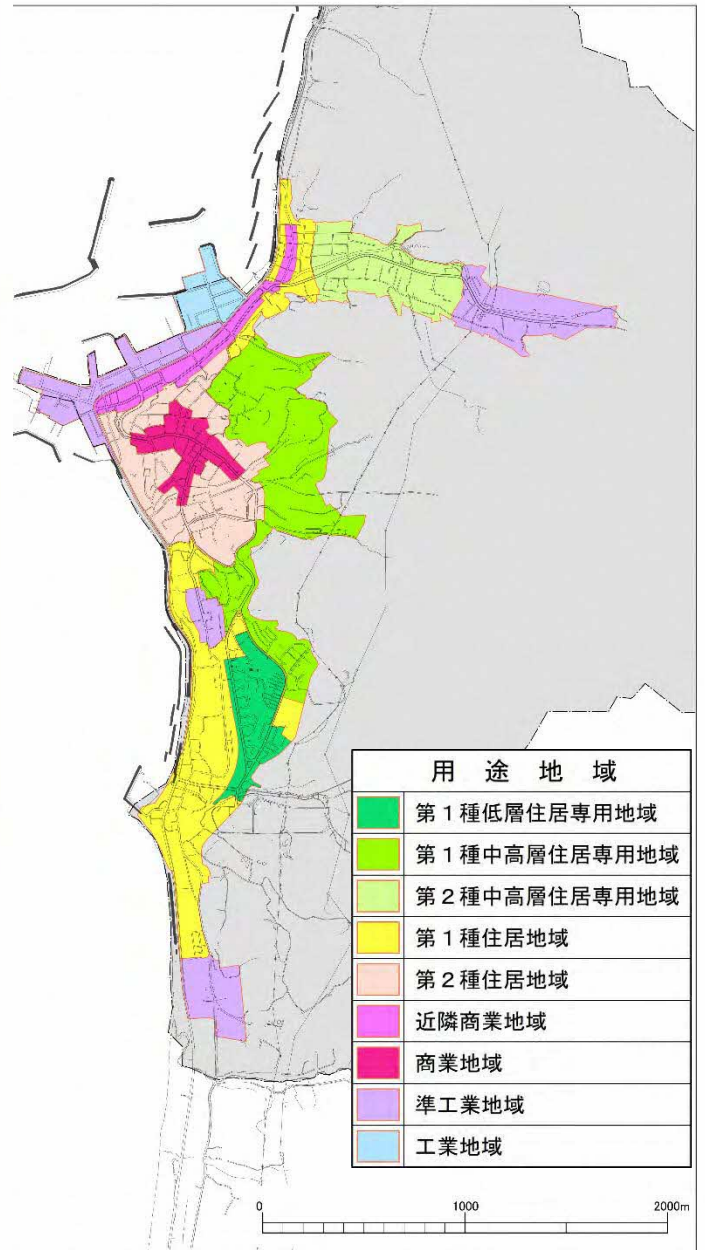 用途地域
第１種低層住居専用地域
第１種中高層住居専用地域
第２種中高層住居専用地域
第１種住居地域
第２種住居地域
近隣商業地域
商業地域
準工業地域
工業地域
0 1000 2000m